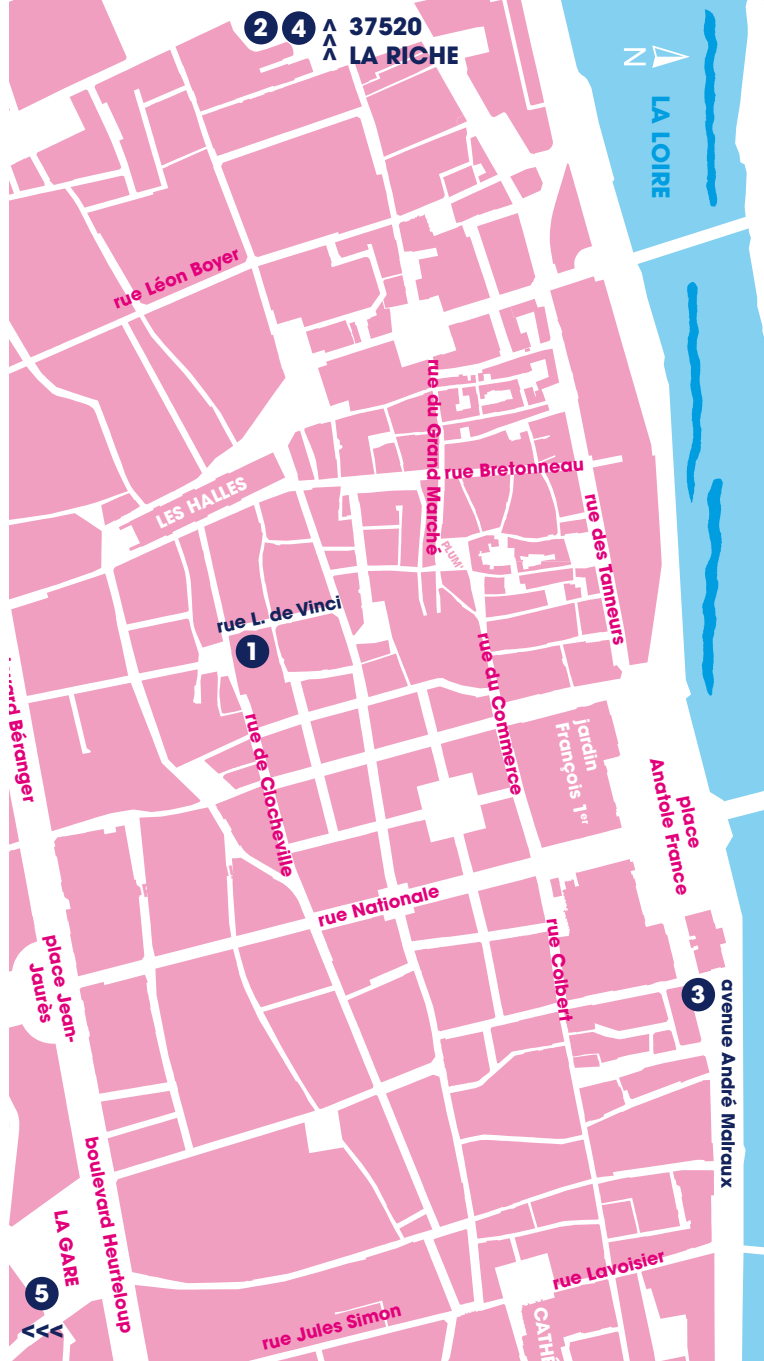 2 4 ^^^ 37520
LA RICHE
N
LA LOIRE
rue Léon Boyer
rue du Grand Marché
rue Bretonneau
LES HALLES
rue des Tanneurs
PLUM'
rue L. de Vinci
1
rue du Commerce
Béranger
rue de Clocheville
jardin
François 1er
place
Anatole France
rue Nationale
rue Colbert
place Jean-
Jaurès
3
avenue André Malraux
boulevard Heurteloup
LA GARE
5
<<<
rue Lavoisier
CATHÉ
rue Jules Simon